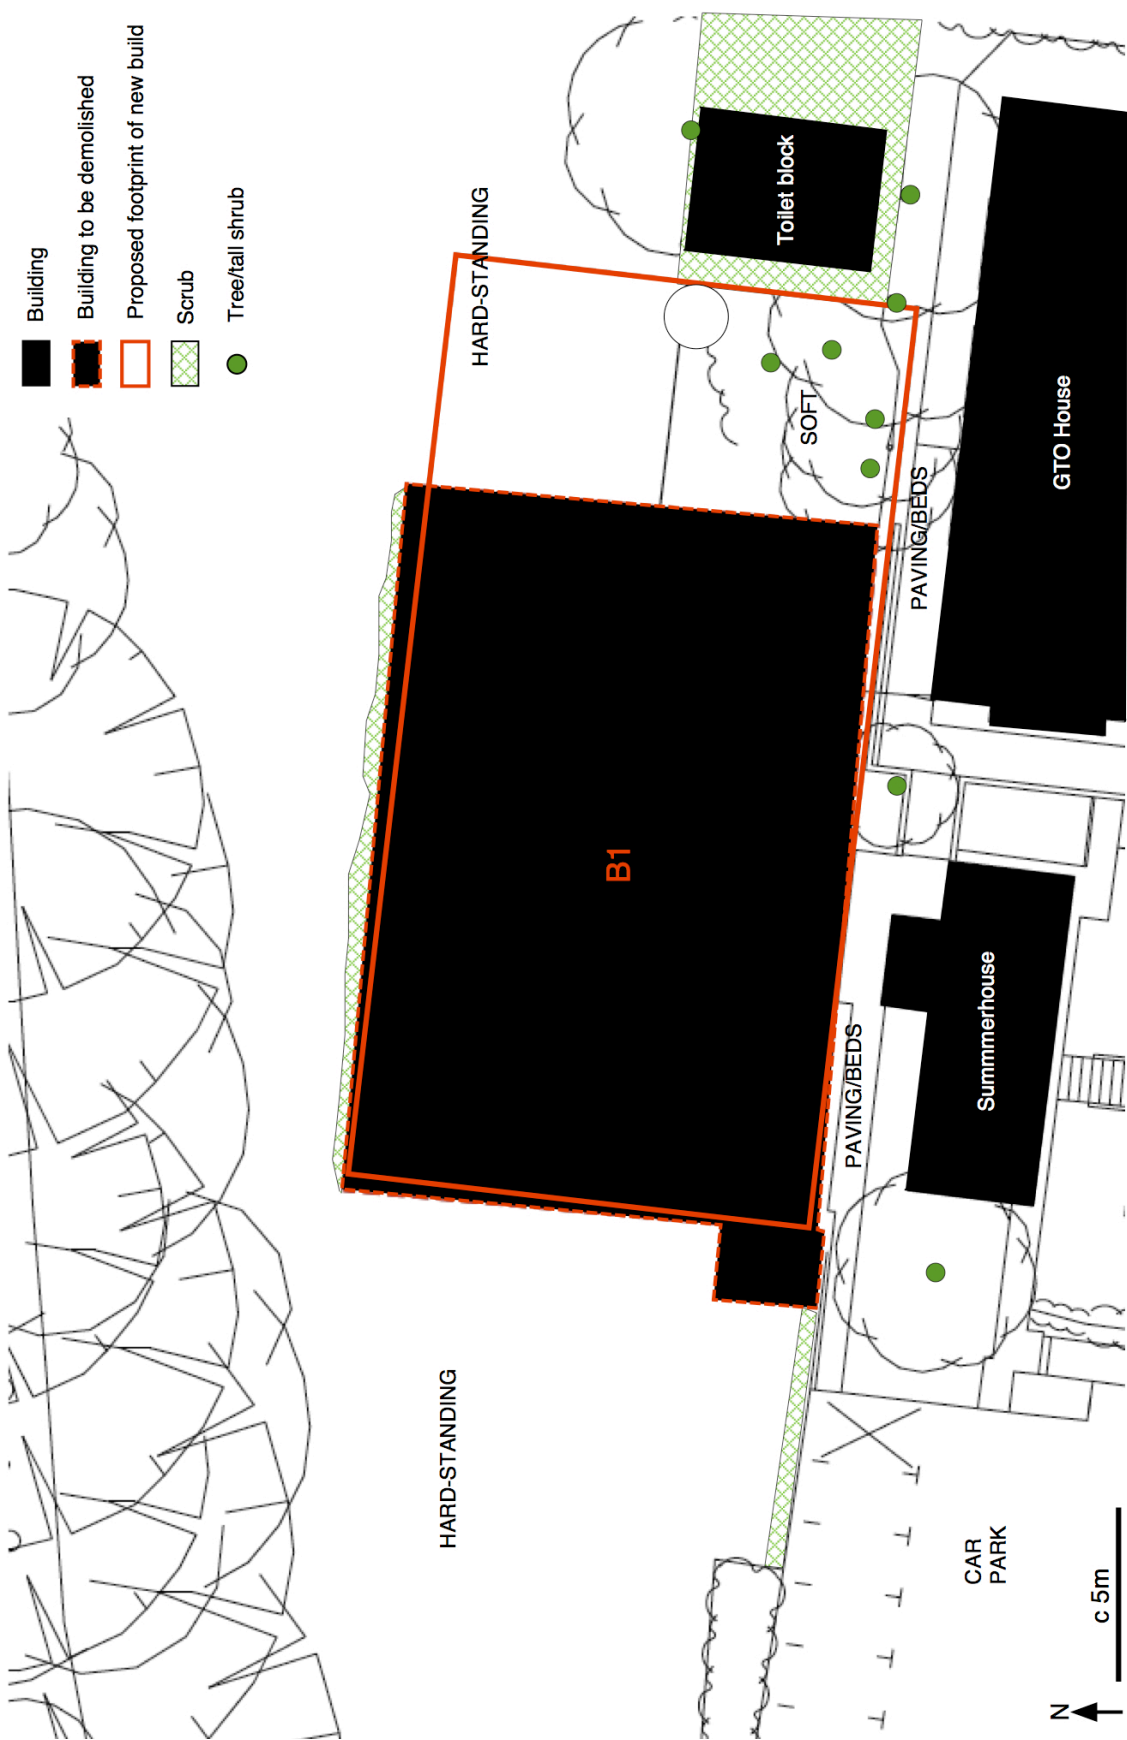 Building
Building to be demolished
Proposed footprint of new build
Scrub
Tree/tall shrub
HARD-STANDING
Toilet block
SOFT
PAVING/BEDS
GTO House
B1
Summmerhouse
PAVING/BEDS
HARD-STANDING
CAR
PARK
c 5m
N